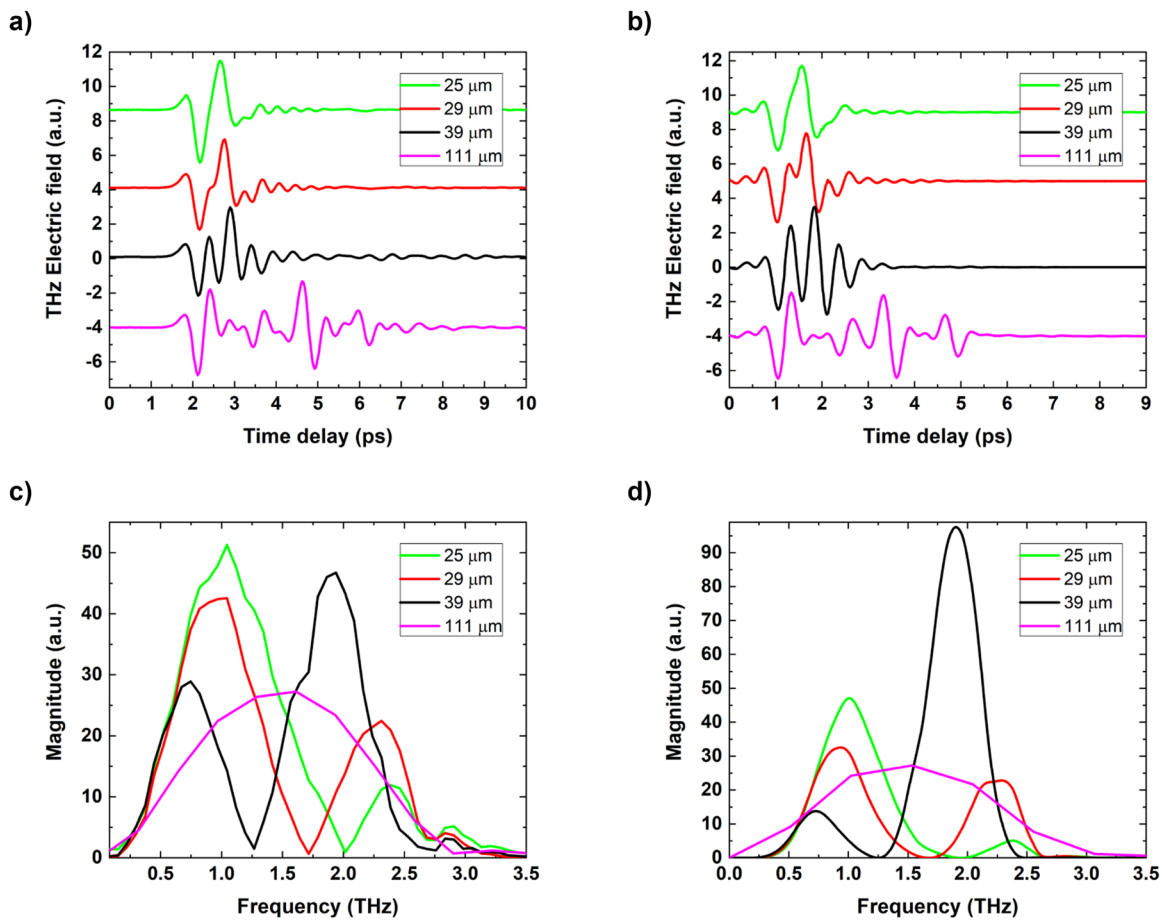 a)
12
10
8
6
4
2
0
-2
-4
-6
THz Electric field (a.u.)
25 μm
29 μm
39 μm
111 μm
0 1 2 3 4 5 6 7 8 9 10
Time delay (ps)
b)
12
10
8
6
4
2
0
-2
-4
-6
THz Electric field (a.u.)
25 μm
29 μm
39 μm
111 μm
0 1 2 3 4 5 6 7 8 9
Time delay (ps)
c)
50
40
30
20
10
0
Magnitude (a.u.)
25 μm
29 μm
39 μm
111 μm
0.5 1.0 1.5 2.0 2.5 3.0 3.5
Frequency (THz)
d)
90
80
70
60
50
40
30
20
10
0
Magnitude (a.u.)
25 μm
29 μm
39 μm
111 μm
0.0 0.5 1.0 1.5 2.0 2.5 3.0 3.5
Frequency (THz)